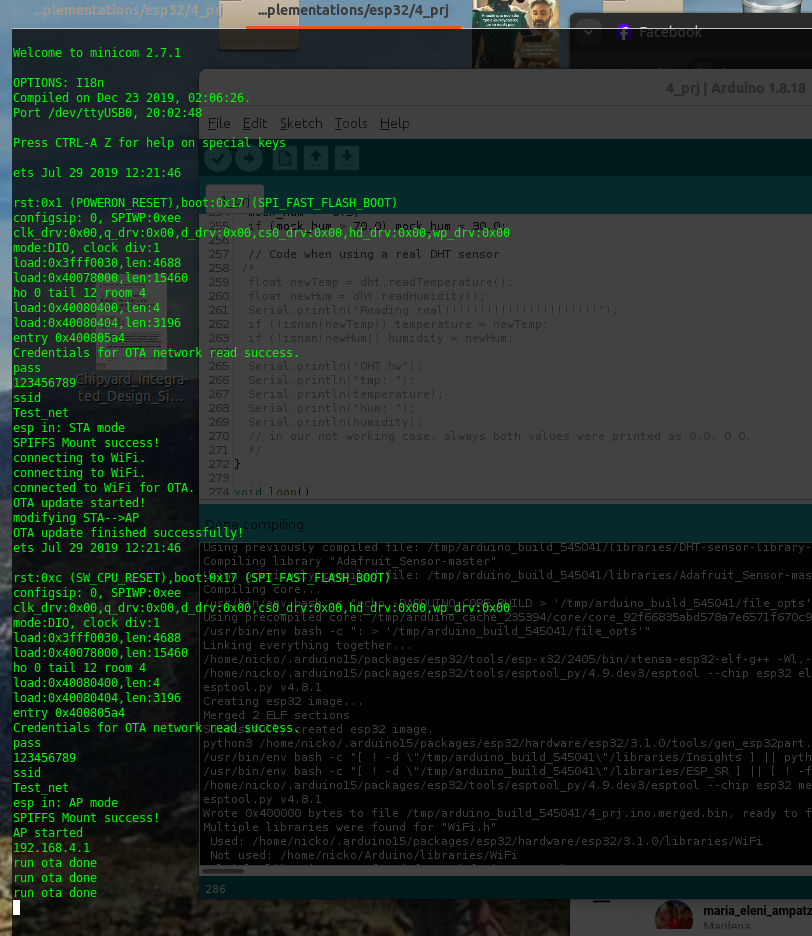 ...plementations/esp32/4_prj
...plementations/esp32/4_prj
Facebook
Welcome to minicom 2.7.1
OPTIONS: I18n
Compiled on Dec 23 2019, 02:06:26.
Port /dev/ttyUSB0, 20:02:48
Press CTRL-A Z for help on special keys
ets Jul 29 2019 12:21:46
rst:0x1 (POWERON_RESET),boot:0x17 (SPI_FAST_FLASH_BOOT)
configsip: 0, SPIWP:0xee
clk_drv:0x00,q_drv:0x00,d_drv:0x00,cs0_drv:0x00,hd_drv:0x00,wp_drv:0x00
mode:DIO, clock div:1
load:0x3fff0030,len:4688
load:0x40078000,len:15460
ho 0 tail 12 room 4
load:0x40080400,len:4
load:0x40080404,len:3196
entry 0x400805a4
Credentials for OTA network read success.
pass
123456789
ssid
Test_net
esp in: STA mode
SPIFFS Mount success!
connecting to WiFi.
connecting to WiFi.
connected to WiFi for OTA.
OTA update started!
modifying STA-->AP
OTA update finished successfully!
ets Jul 29 2019 12:21:46
rst:0xc (SW_CPU_RESET),boot:0x17 (SPI_FAST_FLASH_BOOT)
configsip: 0, SPIWP:0xee
clk_drv:0x00,q_drv:0x00,d_drv:0x00,cs0_drv:0x00,hd_drv:0x00,wp_drv:0x00
mode:DIO, clock div:1
load:0x3fff0030,len:4688
load:0x40078000,len:15460
ho 0 tail 12 room 4
load:0x40080400,len:4
load:0x40080404,len:3196
entry 0x400805a4
Credentials for OTA network read success.
pass
123456789
ssid
Test_net
esp in: AP mode
SPIFFS Mount success!
AP started
192.168.4.1
run ota done
run ota done
run ota done
Chipyard_Integra-
ted_Design_Si...
4_prj | Arduino 1.8.18
File Edit Sketch Tools Help
255 if (mock_hum > 70.0) mock_hum = 30.0;
256
257 // Code when using a real DHT sensor
258 /*
259 float newTemp = dht.readTemperature();
260 float newHum = dht.readHumidity();
261 Serial.println("Reading real!!!!!!!!!!!!!!!!!!!!!!!");
262 if (!isnan(newTemp)) temperature = newTemp;
263 if (!isnan(newHum)) humidity = newHum;
265 Serial.println("DHT hw");
266 Serial.println("tmp: ");
267 Serial.println(temperature);
268 Serial.println("hum: ");
269 Serial.println(humidity);
270 // in our not working case, always both values were printed as 0.0, 0.0.
271 */
272 }
273
274 void loop()
Done compiling.
Using previously compiled file: /tmp/arduino_build_545041/libraries/DHT-sensor-library-
Compiling library "Adafruit_Sensor-master"
file: /tmp/arduino_build_545041/libraries/Adafruit_Sensor-mas
Compiling core...
-DARDUINO_CORE_BUILD > '/tmp/arduino_build_545041/file_opts'
Using precompiled core: /tmp/arduino_cache_235394/core/core_92f66835abd578a7e6571f670c9
/usr/bin/env bash -c ": > '/tmp/arduino_build_545041/file_opts'"
Linking everything together...
/home/nicko/.arduino15/packages/esp32/tools/esp-x32/2405/bin/xtensa-esp32-elf-g++ -Wl,-
/home/nicko/.arduino15/packages/esp32/tools/esptool_py/4.9.dev3/esptool --chip esp32 el
esptool.py v4.8.1
Creating esp32 image...
Merged 2 ELF sections
created esp32 image.
python3 /home/nicko/.arduino15/packages/esp32/hardware/esp32/3.1.0/tools/gen_esp32part.
/usr/bin/env bash -c "[ ! -d \"/tmp/arduino_build_545041\"/libraries/Insights ] || pyth
/usr/bin/env bash -c "[ ! -d \"/tmp/arduino_build_545041\"/libraries/ESP_SR ] || [ ! -f
/home/nicko/.arduino15/packages/esp32/tools/esptool_py/4.9.dev3/esptool --chip esp32 me
esptool.py v4.8.1
Wrote 0x400000 bytes to file /tmp/arduino_build_545041/4_prj.ino.merged.bin, ready to f
Multiple libraries were found for "WiFi.h"
Used: /home/nicko/.arduino15/packages/esp32/hardware/esp32/3.1.0/libraries/WiFi
Not used: /home/nicko/Arduino/libraries/WiFi
286
maria_eleni_ampatz
Marilena